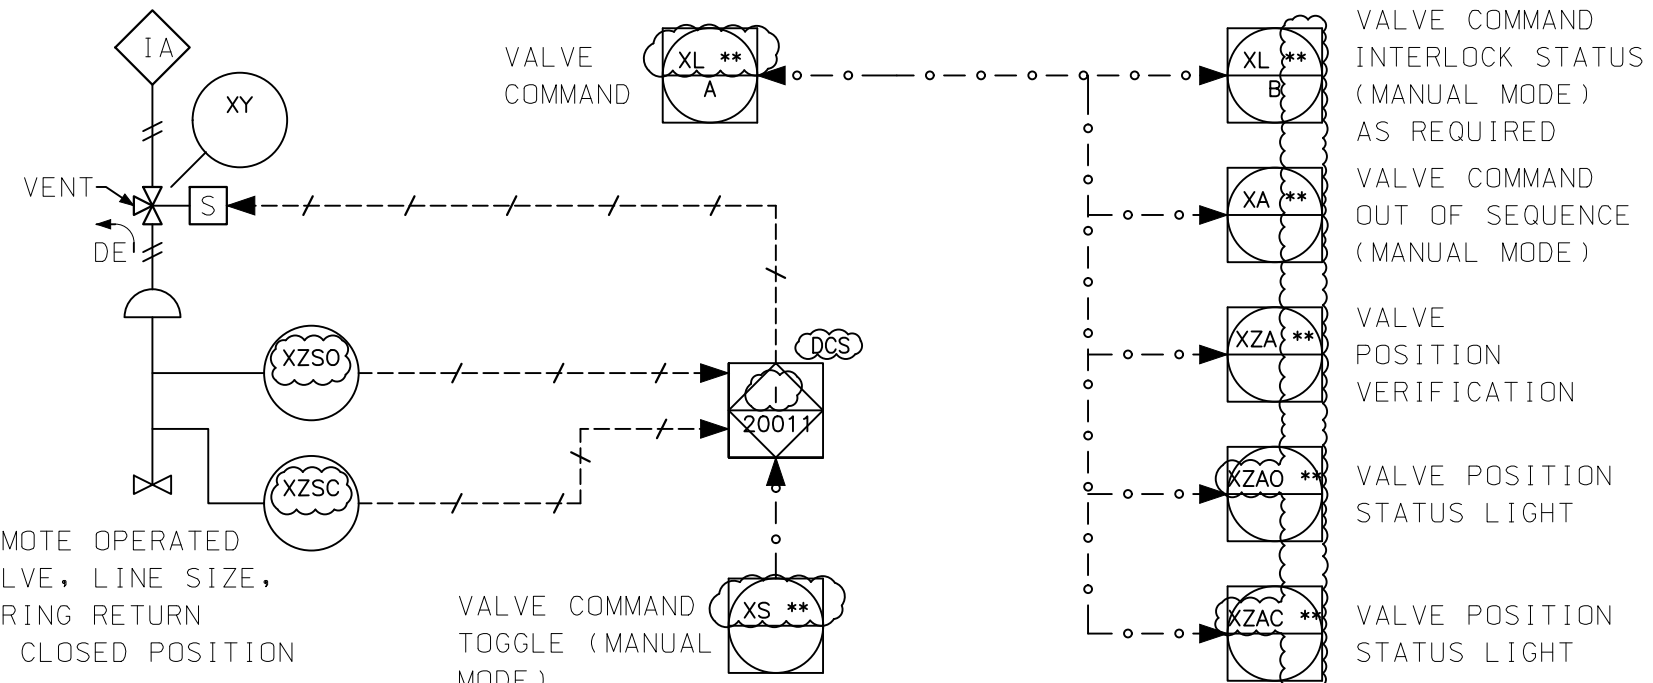 IA
XY
VENT
S
DE
XZSO
XZSC
MOTE OPERATED
LVE, LINE SIZE,
RING RETURN
CLOSED POSITION
VALVE
COMMAND
XL **
A
DCS
20011
VALVE COMMAND
TOGGLE (MANUAL
MODE)
XS **
XL **
B
VALVE COMMAND
INTERLOCK STATUS
(MANUAL MODE)
AS REQUIRED
XA **
VALVE COMMAND
OUT OF SEQUENCE
(MANUAL MODE)
XZA **
VALVE
POSITION
VERIFICATION
XZAO **
VALVE POSITION
STATUS LIGHT
XZAC **
VALVE POSITION
STATUS LIGHT